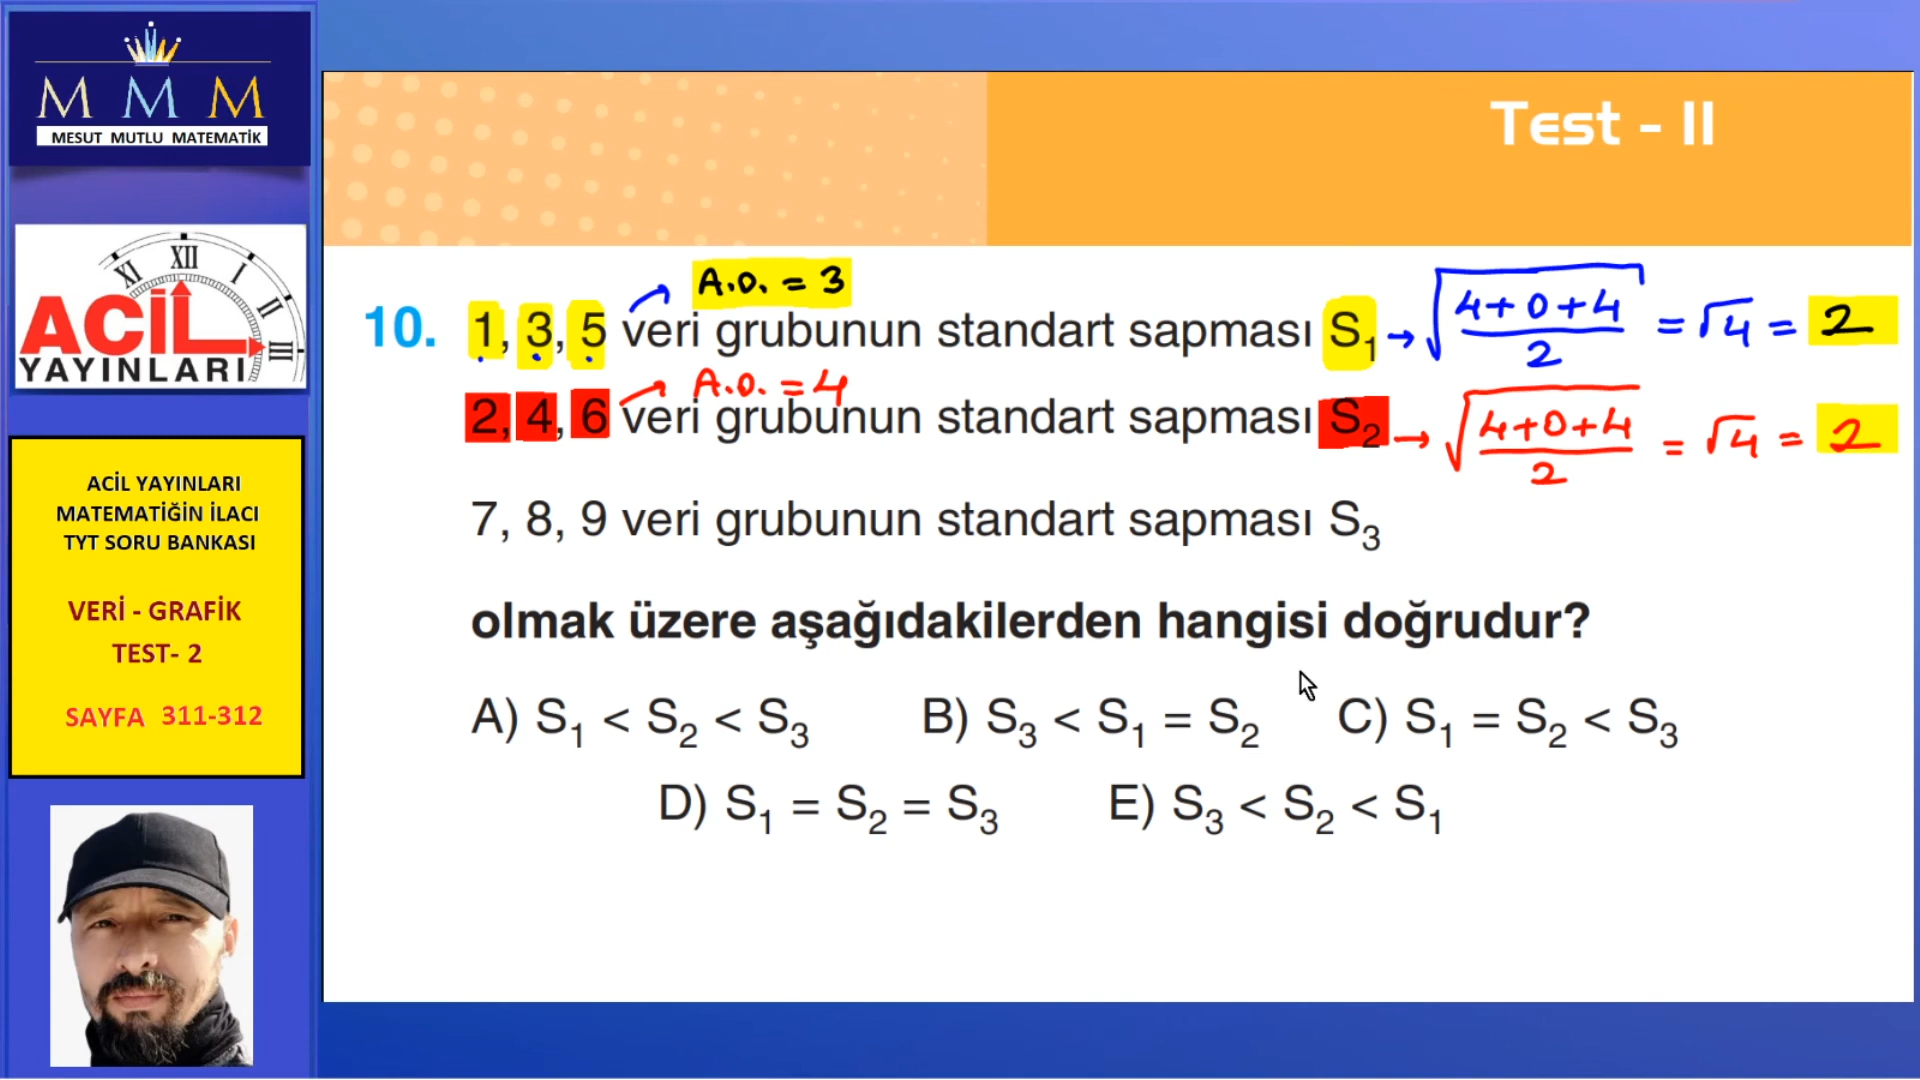 M M M
MESUT MUTLU MATEMATİK
XI XII I II III
ACİL
YAYINLARI
ACİL YAYINLARI
MATEMATİĞİN İLACI
TYT SORU BANKASI
VERİ - GRAFİK
TEST- 2
SAYFA 311-312
Test - II
A.O. = 3
10. 1, 3, 5 veri grubunun standart sapması S₁ → √((4+0+4)/2) = √4 = 2
A.O. = 4
2, 4, 6 veri grubunun standart sapması S₂ → √((4+0+4)/2) = √4 = 2
7, 8, 9 veri grubunun standart sapması S₃
olmak üzere aşağıdakilerden hangisi doğrudur?
A) S₁ < S₂ < S₃ B) S₃ < S₁ = S₂ C) S₁ = S₂ < S₃
D) S₁ = S₂ = S₃ E) S₃ < S₂ < S₁